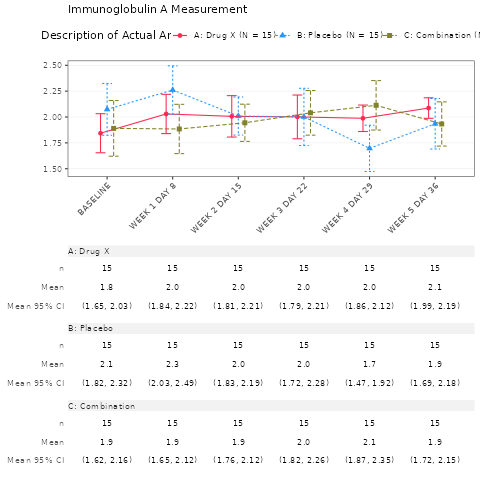 Immunoglobulin A Measurement
Description of Actual Ar A: Drug X (N = 15) B: Placebo (N = 15) C: Combination (N
2.50
2.25
2.00
1.75
1.50
BASELINE WEEK 1 DAY 8 WEEK 2 DAY 15 WEEK 3 DAY 22 WEEK 4 DAY 29 WEEK 5 DAY 36
A: Drug X
n 15 15 15 15 15 15
Mean 1.8 2.0 2.0 2.0 2.0 2.1
Mean 95% CI (1.65, 2.03) (1.84, 2.22) (1.81, 2.21) (1.79, 2.21) (1.86, 2.12) (1.99, 2.19)
B: Placebo
n 15 15 15 15 15 15
Mean 2.1 2.3 2.0 2.0 1.7 1.9
Mean 95% CI (1.82, 2.32) (2.03, 2.49) (1.83, 2.19) (1.72, 2.28) (1.47, 1.92) (1.69, 2.18)
C: Combination
n 15 15 15 15 15 15
Mean 1.9 1.9 1.9 2.0 2.1 1.9
Mean 95% CI (1.62, 2.16) (1.65, 2.12) (1.76, 2.12) (1.82, 2.26) (1.87, 2.35) (1.72, 2.15)